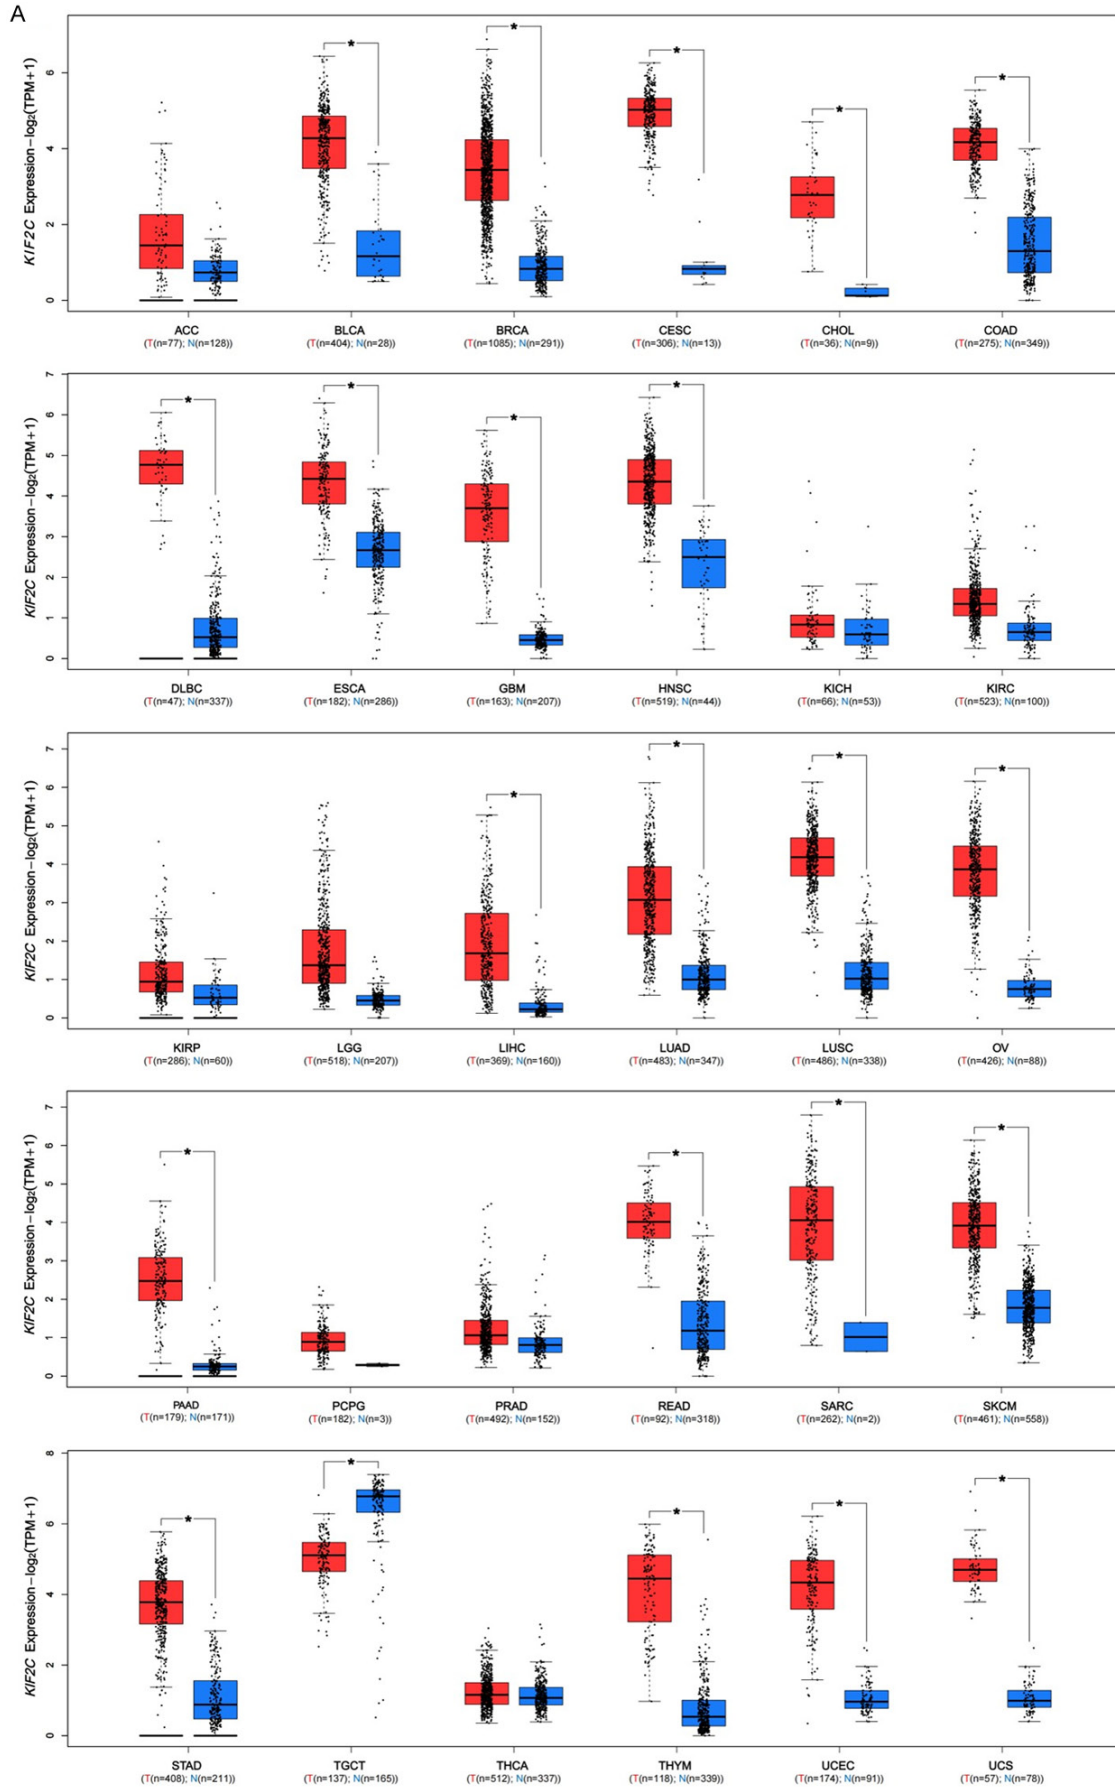 A
KIF2C Expression−log₂(TPM+1)
6
4
2
0
* * * * *
ACC BLCA BRCA CESC CHOL COAD
(T(n=77); N(n=128)) (T(n=404); N(n=28)) (T(n=1085); N(n=291)) (T(n=306); N(n=13)) (T(n=36); N(n=9)) (T(n=275); N(n=349))
KIF2C Expression−log₂(TPM+1)
7
6
5
4
3
2
1
0
* * * *
DLBC ESCA GBM HNSC KICH KIRC
(T(n=47); N(n=337)) (T(n=182); N(n=286)) (T(n=163); N(n=207)) (T(n=519); N(n=44)) (T(n=66); N(n=53)) (T(n=523); N(n=100))
KIF2C Expression−log₂(TPM+1)
7
6
5
4
3
2
1
0
* * * *
KIRP LGG LIHC LUAD LUSC OV
(T(n=286); N(n=60)) (T(n=518); N(n=207)) (T(n=369); N(n=160)) (T(n=483); N(n=347)) (T(n=486); N(n=338)) (T(n=426); N(n=88))
KIF2C Expression−log₂(TPM+1)
7
6
5
4
3
2
1
0
* * * *
PAAD PCPG PRAD READ SARC SKCM
(T(n=179); N(n=171)) (T(n=182); N(n=3)) (T(n=492); N(n=152)) (T(n=92); N(n=318)) (T(n=262); N(n=2)) (T(n=461); N(n=558))
KIF2C Expression−log₂(TPM+1)
8
6
4
2
0
* * * * *
STAD TGCT THCA THYM UCEC UCS
(T(n=408); N(n=211)) (T(n=137); N(n=165)) (T(n=512); N(n=337)) (T(n=118); N(n=339)) (T(n=174); N(n=91)) (T(n=57); N(n=78))